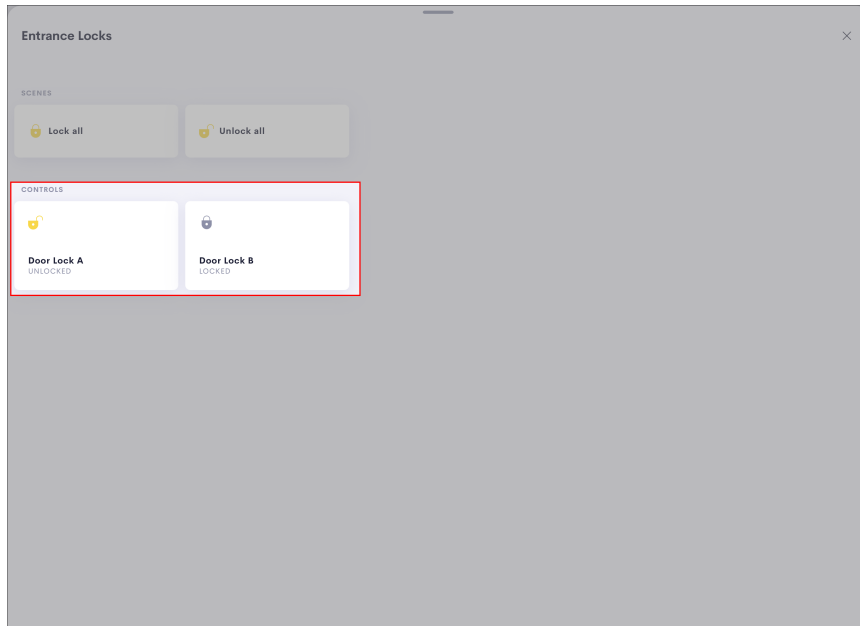 Entrance Locks
SCENES
Lock all
Unlock all
CONTROLS
Door Lock A
UNLOCKED
Door Lock B
LOCKED